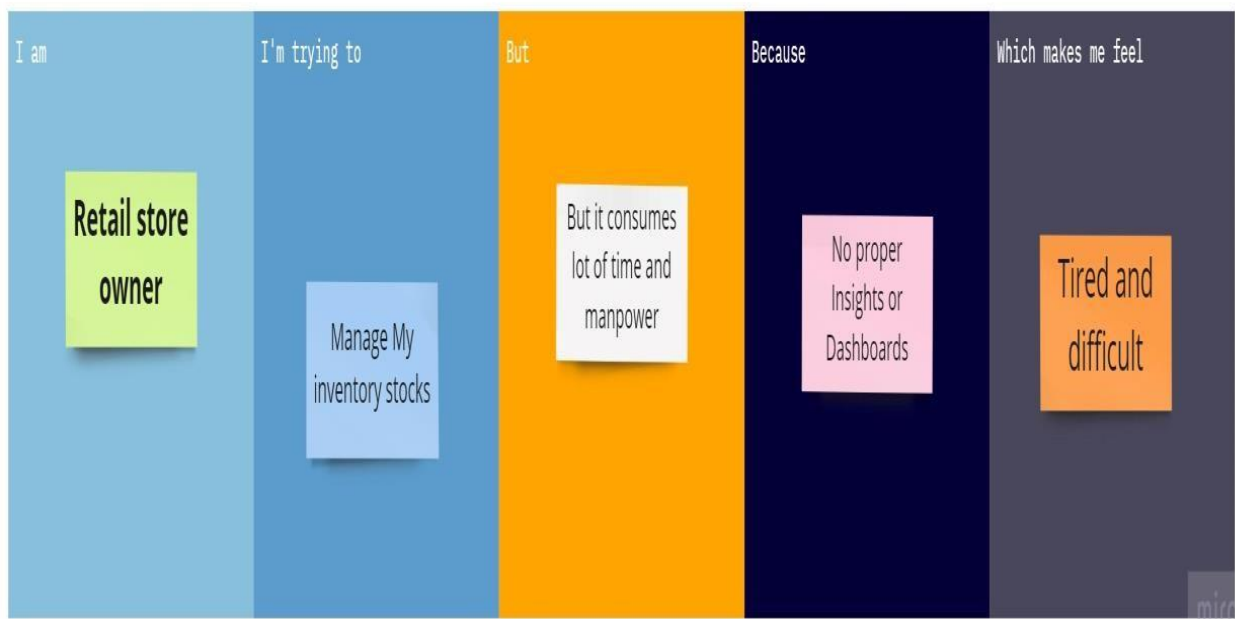 I am
Retail store
owner
I'm trying to
Manage My
inventory stocks
But
But it consumes
lot of time and
manpower
Because
No proper
Insights or
Dashboards
Which makes me feel
Tired and
difficult
miro